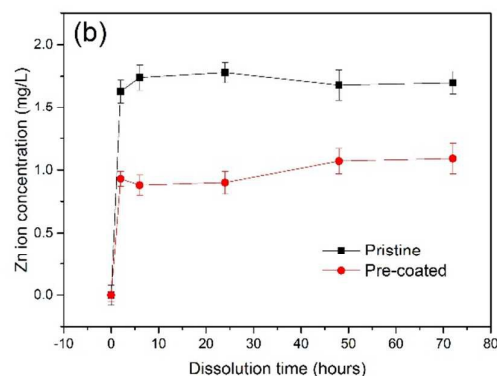 (b)
Zn ion concentration (mg/L)
2.0
1.5
1.0
0.5
0.0
Pristine
Pre-coated
-10 0 10 20 30 40 50 60 70 80
Dissolution time (hours)